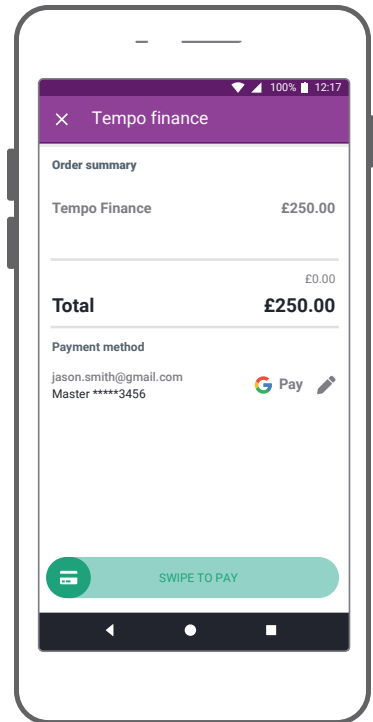 100% 12:17
Tempo finance
Order summary
Tempo Finance £250.00
£0.00
Total £250.00
Payment method
jason.smith@gmail.com
Master *****3456
G Pay
SWIPE TO PAY